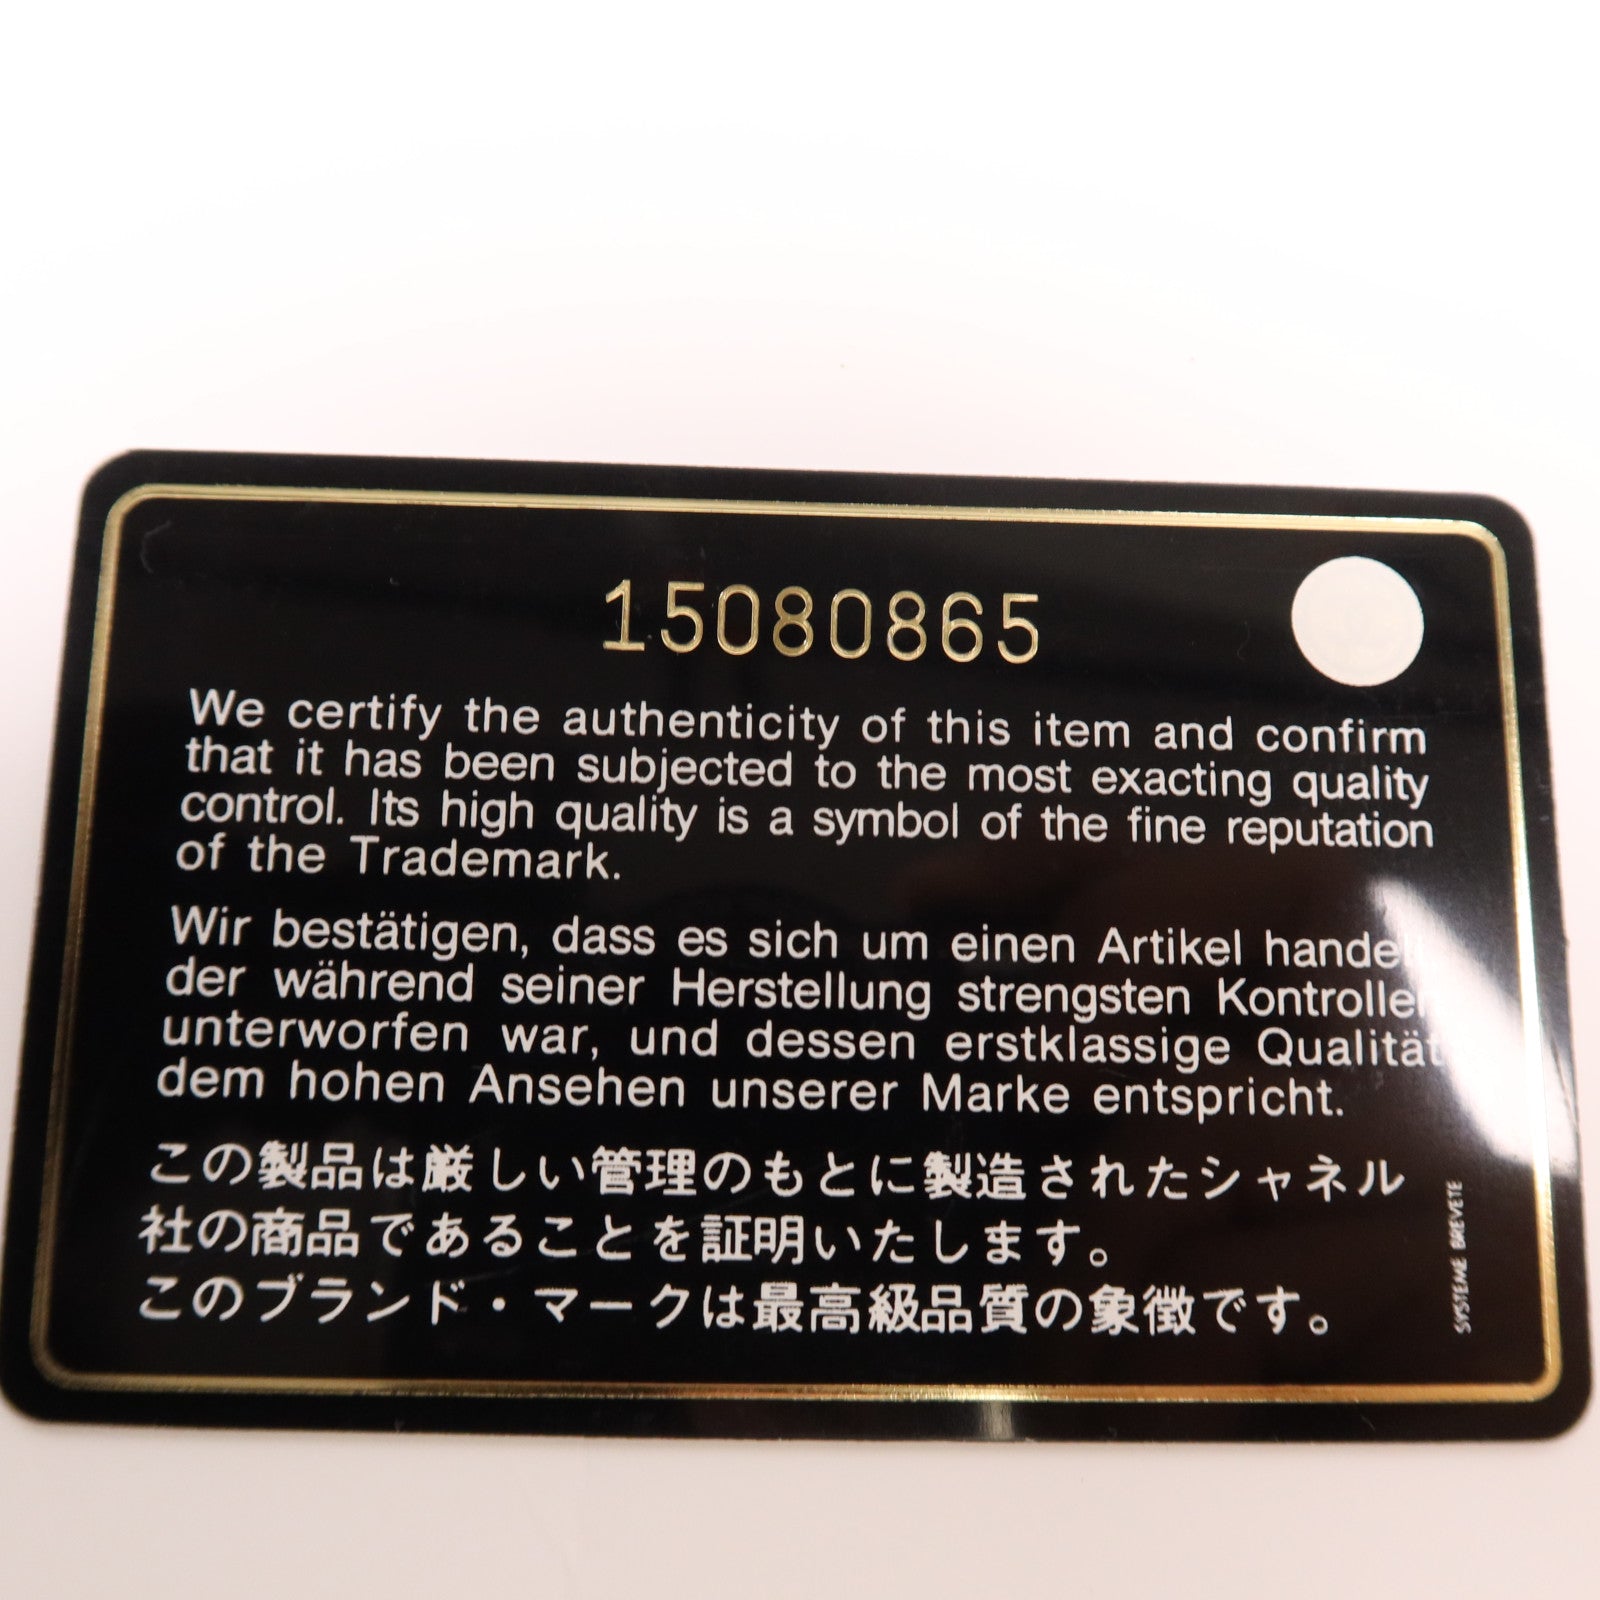 15080865
We certify the authenticity of this item and confirm
that it has been subjected to the most exacting quality
control. Its high quality is a symbol of the fine reputation
of the Trademark.
Wir bestätigen, dass es sich um einen Artikel handelt,
der während seiner Herstellung strengsten Kontrollen
unterworfen war, und dessen erstklassige Qualität
dem hohen Ansehen unserer Marke entspricht.
この製品は厳しい管理のもとに製造されたシャネル
社の商品であることを証明いたします。
このブランド・マークは最高級品質の象徴です。
SYSTEME BREVETE